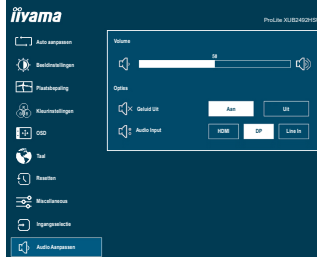 iiyama
ProLite XUB2492HS
Auto aanpassen
Beeldinstellingen
Plaatsbepaling
Kleurinstellingen
OSD
Taal
Resetten
Miscellaneous
Ingangsselectie
Audio Aanpassen
Volume
Opties
Geluid Uit
Aan
Uit
Audio Input
HDMI
DP
Line In